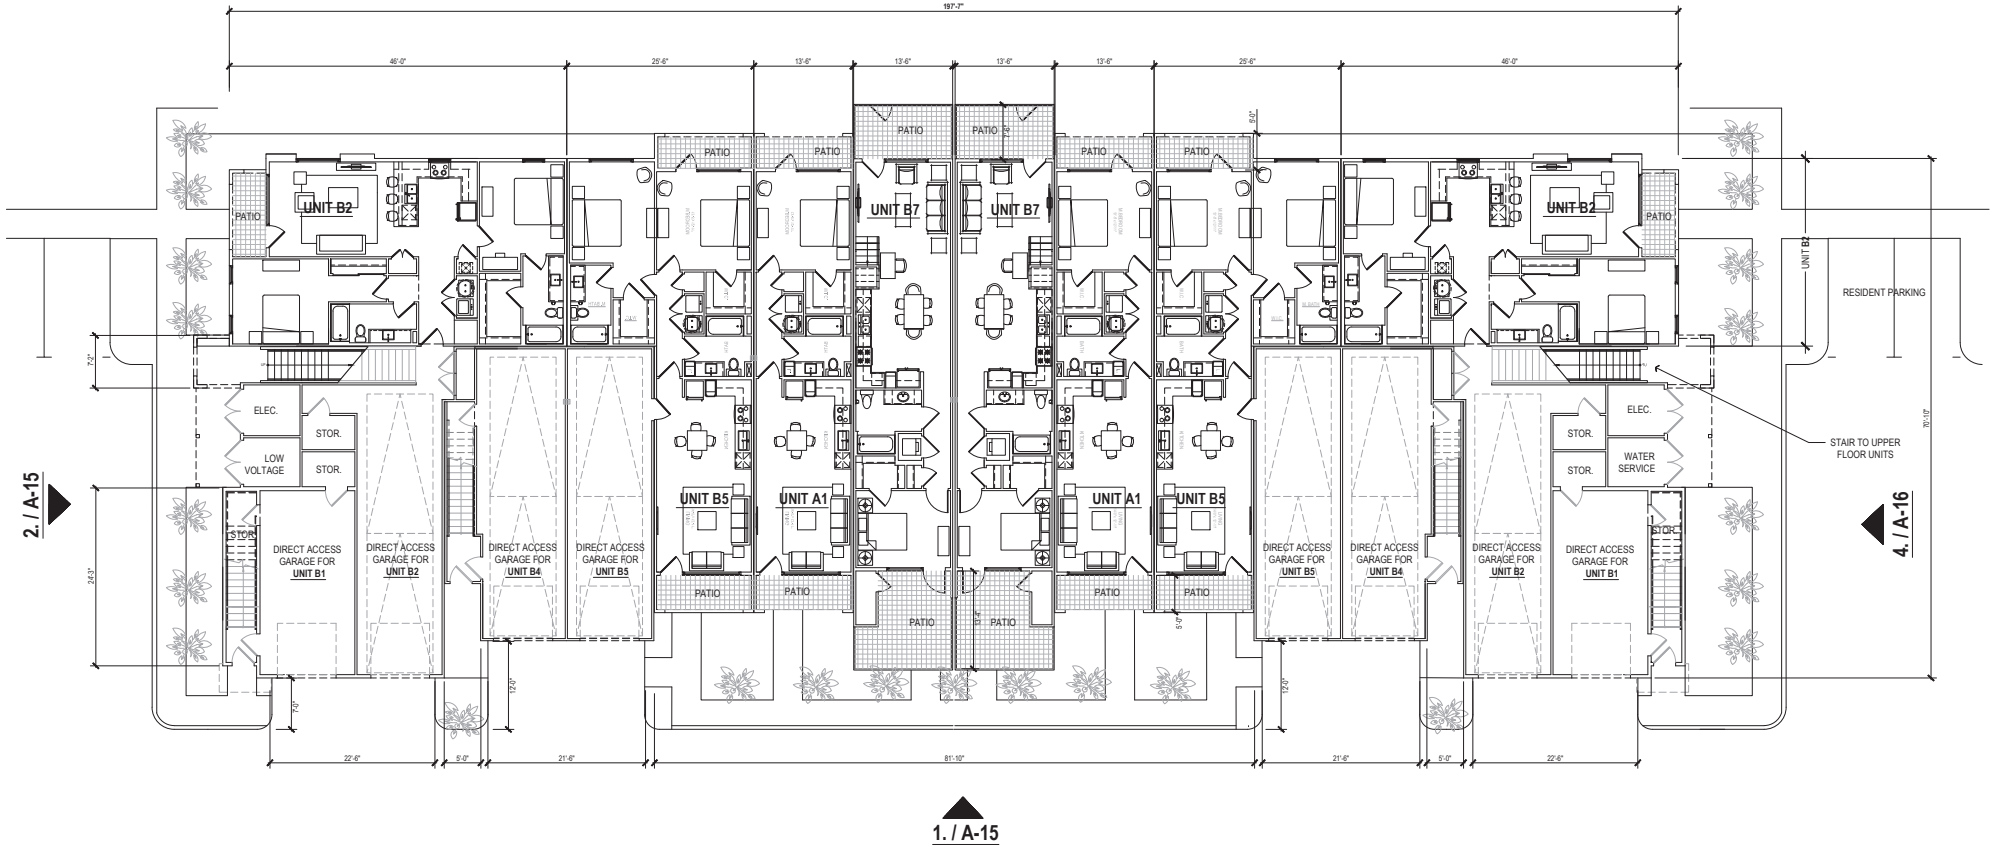 197'-7"
46'-0" 25'-6" 13'-6" 13'-6" 13'-6" 13'-6" 25'-6" 46'-0"
5'-0"
7'-6"
PATIO PATIO
PATIO PATIO PATIO PATIO
UNIT B2 UNIT B7 UNIT B7 UNIT B2
PATIO PATIO
UNIT B2
RESIDENT PARKING
7'-2"
ELEC. ELEC.
STOR. STOR.
70'-10"
STAIR TO UPPER
FLOOR UNITS
LOW
VOLTAGE
STOR. STOR.
WATER
SERVICE
2. / A-15
4. / A-16
UNIT B5 UNIT A1 UNIT A1 UNIT B5
STOR. STOR.
24'-3"
DIRECT ACCESS
GARAGE FOR
UNIT B1
DIRECT ACCESS
GARAGE FOR
UNIT B2
DIRECT ACCESS
GARAGE FOR
UNIT B4
DIRECT ACCESS
GARAGE FOR
UNIT B5
DIRECT ACCESS
GARAGE FOR
UNIT B5
DIRECT ACCESS
GARAGE FOR
UNIT B4
DIRECT ACCESS
GARAGE FOR
UNIT B2
DIRECT ACCESS
GARAGE FOR
UNIT B1
PATIO PATIO PATIO PATIO
PATIO PATIO
5'-0"
7'-0" 12'-0" 12'-0"
22'-6" 5'-0" 21'-6" 81'-10" 21'-6" 5'-0" 22'-6"
1. / A-15